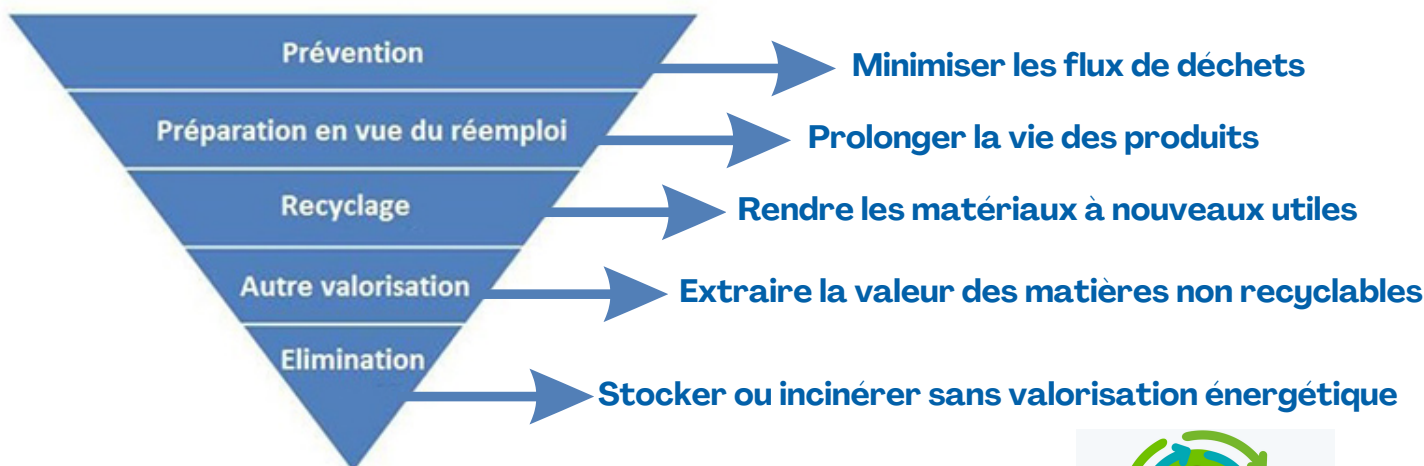 Prévention
Minimiser les flux de déchets
Préparation en vue du réemploi
Prolonger la vie des produits
Recyclage
Rendre les matériaux à nouveaux utiles
Autre valorisation
Extraire la valeur des matières non recyclables
Elimination
Stocker ou incinérer sans valorisation énergétique